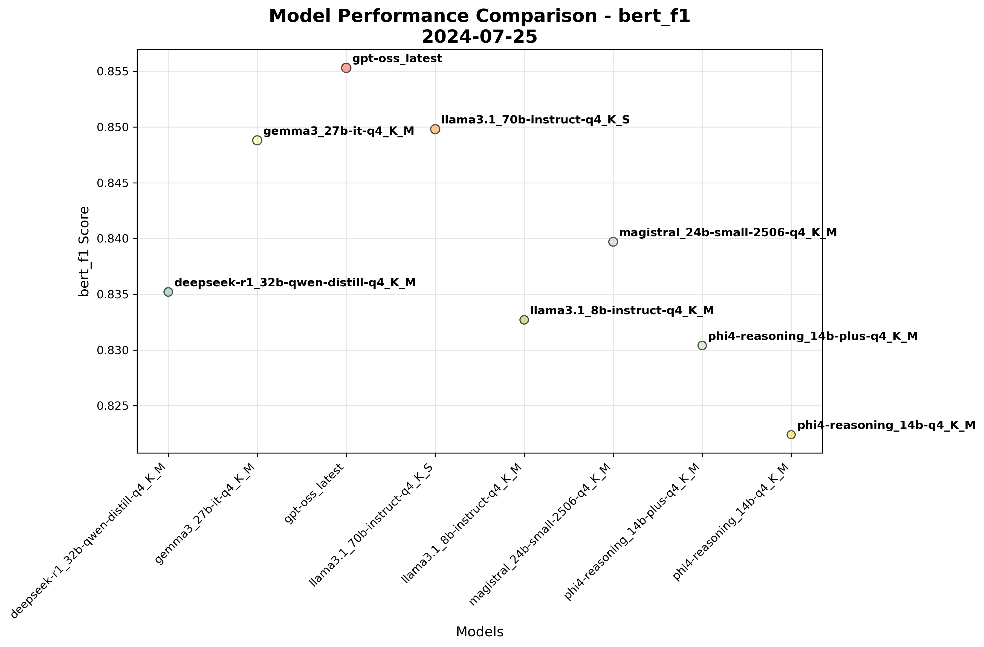 Model Performance Comparison - bert_f1
2024-07-25
bert_f1 Score
0.855
0.850
0.845
0.840
0.835
0.830
0.825
gpt-oss_latest
llama3.1_70b-instruct-q4_K_S
gemma3_27b-it-q4_K_M
magistral_24b-small-2506-q4_K_M
deepseek-r1_32b-qwen-distill-q4_K_M
llama3.1_8b-instruct-q4_K_M
phi4-reasoning_14b-plus-q4_K_M
phi4-reasoning_14b-q4_K_M
deepseek-r1_32b-qwen-distill-q4_K_M
gemma3_27b-it-q4_K_M
gpt-oss_latest
llama3.1_70b-instruct-q4_K_S
llama3.1_8b-instruct-q4_K_M
magistral_24b-small-2506-q4_K_M
phi4-reasoning_14b-plus-q4_K_M
phi4-reasoning_14b-q4_K_M
Models